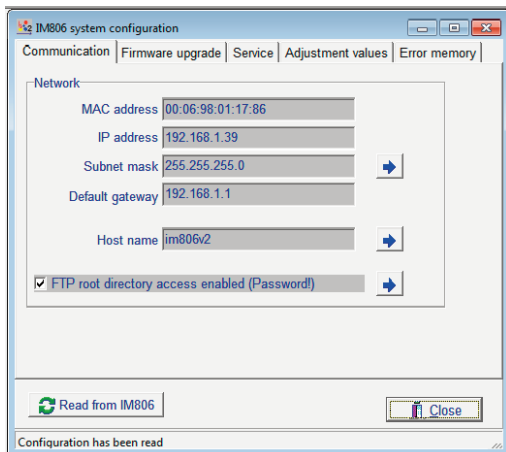 IM806 system configuration
Communication Firmware upgrade Service Adjustment values Error memory
Network
MAC address 00:06:98:01:17:86
IP address 192.168.1.39
Subnet mask 255.255.255.0
Default gateway 192.168.1.1
Host name im806v2
FTP root directory access enabled (Password!)
Read from IM806
Close
Configuration has been read